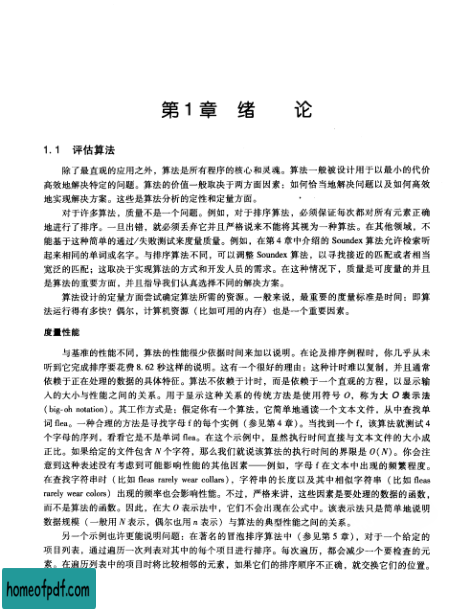 第1章 绪 论
1.1 评估算法
除了最直观的应用之外，算法是所有程序的核心和灵魂。算法一般被设计用于以最小的代价
高效地解决特定的问题。算法的价值一般取决于两方面因素：如何恰当地解决问题以及如何高效
地实现解决方案。这些是算法分析的定性和定量方面。
对于许多算法，质量不是一个问题。例如，对于排序算法，必须保证每次都对所有元素正确
地进行了排序。一旦出错，就必须丢弃它并且严格说来不能将其视为一种算法。在其他领域，不
能基于这种简单的通过/失败测试来度量质量。例如，在第4章中介绍的 Soundex 算法允许检索听
起来相同的单词或名字。与排序算法不同，可以调整 Soundex 算法，以寻找接近的匹配或者相当
宽泛的匹配；这取决于实现算法的方式和开发人员的需求。在这种情况下，质量是可度量的并且
是算法的重要方面，并且指导我们认真选择不同的解决方案。
算法设计的定量方面尝试确定算法所需的资源。一般来说，最重要的度量标准是时间：即算
法运行得有多快？偶尔，计算机资源（比如可用的内存）也是一个重要因素。
度量性能
与基准的性能不同，算法的性能很少依据时间来加以说明。在论及排序例程时，你几乎从未
听到它完成排序要花费8.62秒这样的说明。这有一个很好的理由：这种计时难以复制，并且通常
依赖于正在处理的数据的具体特征。算法不依赖于计时，而是依赖于一个直观的方程，以显示输
入的大小与性能之间的关系。用于显示这种关系的传统方法是使用符号 O，称为大 O 表示法
(big-oh notation)。其工作方式是：假定你有一个算法，它简单地通读一个文本文件，从中查找单
词 flea。一种合理的方法是寻找字母 f 的每个实例（参见第4章）。当找到一个 f，该算法就测试4
个字母的序列，看看它是不是单词 flea。在这个示例中，显然执行时间直接与文本文件的大小成
正比。如果给定的文件包含 N 个字符，那么我们就说该算法的执行时间的界限是 O(N)。你会注
意到这种表述没有考虑到可能影响性能的其他因素——例如，字母 f 在文本中出现的频繁程度。
在查找字符串时（比如 fleas rarely wear collars），字符串的长度以及其中相似字符串（比如 fleas
rarely wear colors）出现的频率也会影响性能。不过，严格来讲，这些因素是要处理的数据的函数，
而不是算法的函数。因此，在大 O 表示法中，它们不会出现在公式中。该表示法只是简单地说明
数据规模（一般用 N 表示，偶尔也用 n 表示）与算法的典型性能之间的关系。
另一个示例也许更能说明问题：在著名的冒泡排序算法中（参见第5章），对于一个给定的
项目列表，通过遍历一次列表对其中的每个项目进行排序。每次遍历，都会减少一个要检查的元
素。在遍历列表中的项目时将比较相邻的元素，如果它们的排序顺序不正确，就交换它们的位置。
homeofpdf.com
homeofpdf.com